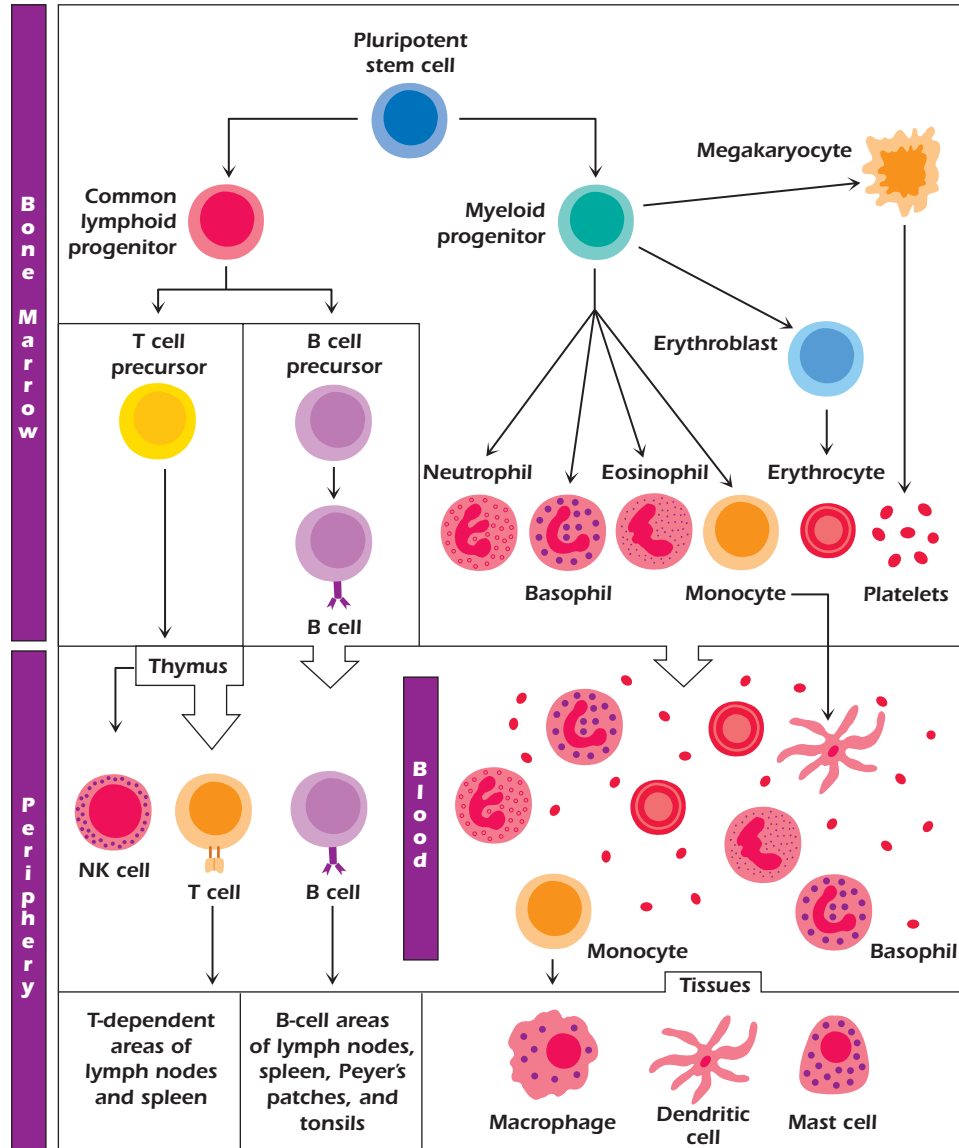 Bone Marrow
Pluripotent
stem cell
Common
lymphoid
progenitor
Myeloid
progenitor
Megakaryocyte
T cell
precursor
B cell
precursor
Erythroblast
Neutrophil
Eosinophil
Erythrocyte
Basophil
Monocyte
Platelets
B cell
Periphery
Thymus
Blood
NK cell
T cell
B cell
Monocyte
Basophil
Tissues
T-dependent
areas of
lymph nodes
and spleen
B-cell areas
of lymph nodes,
spleen, Peyer's
patches, and
tonsils
Macrophage
Dendritic
cell
Mast cell